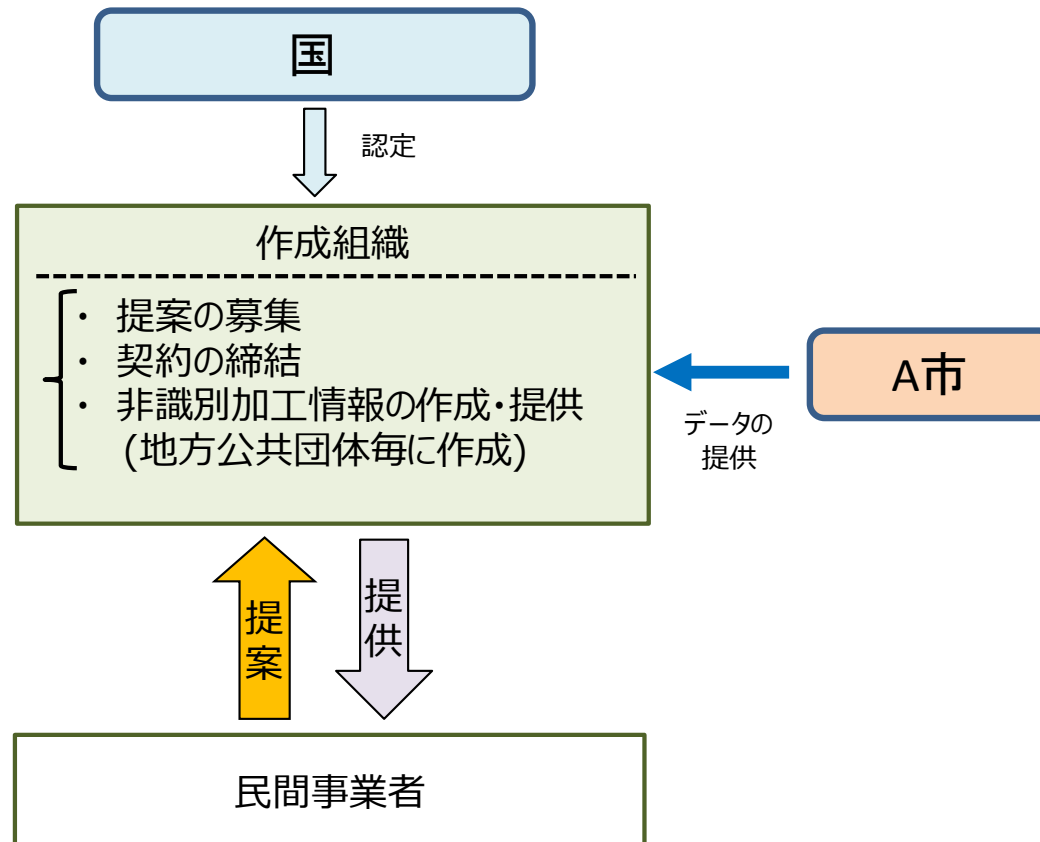 国
認定
作成組織
・ 提案の募集
・ 契約の締結
・ 非識別加工情報の作成・提供
(地方公共団体毎に作成)
A市
データの
提供
提案
提供
民間事業者